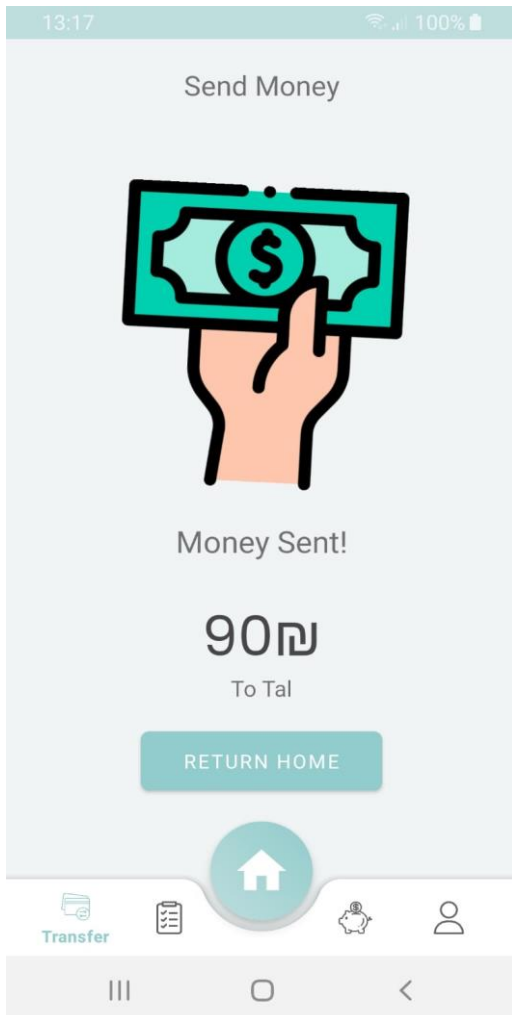 13:17 100%
Send Money
$
Money Sent!
90₪
To Tal
RETURN HOME
$
Transfer